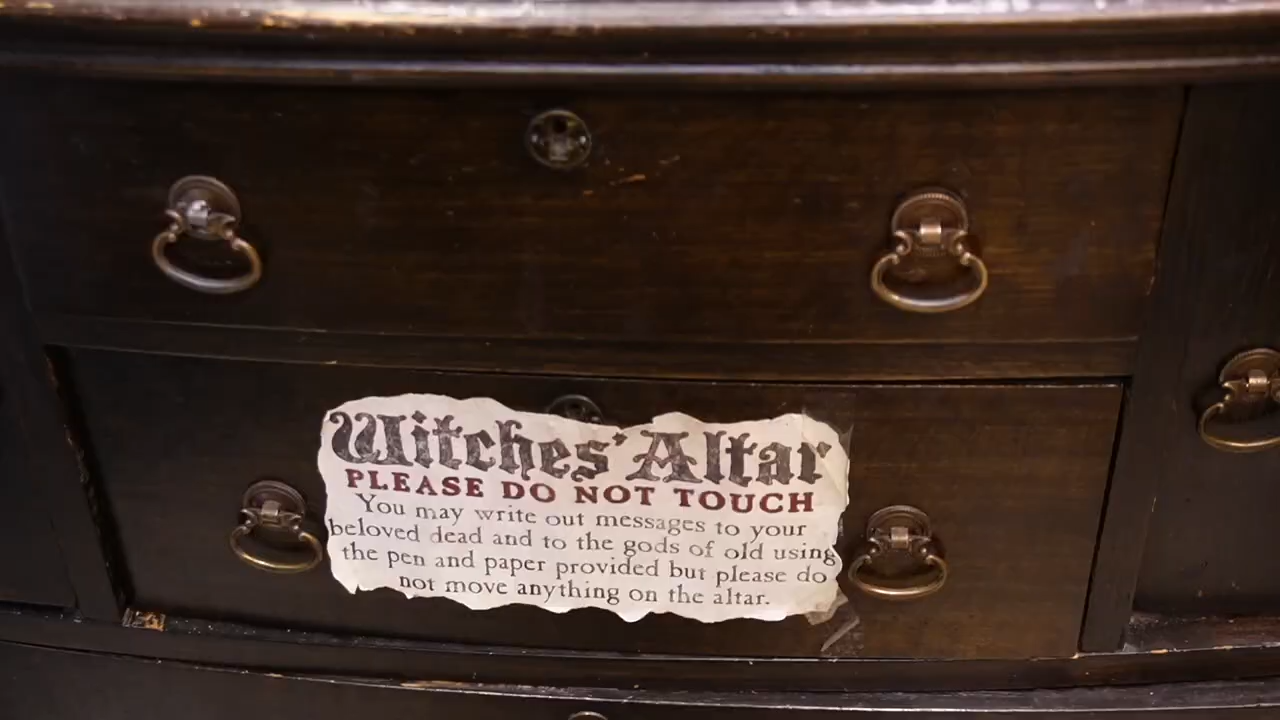 Witches' Altar
PLEASE DO NOT TOUCH
You may write out messages to your
beloved dead and to the gods of old using
the pen and paper provided but please do
not move anything on the altar.